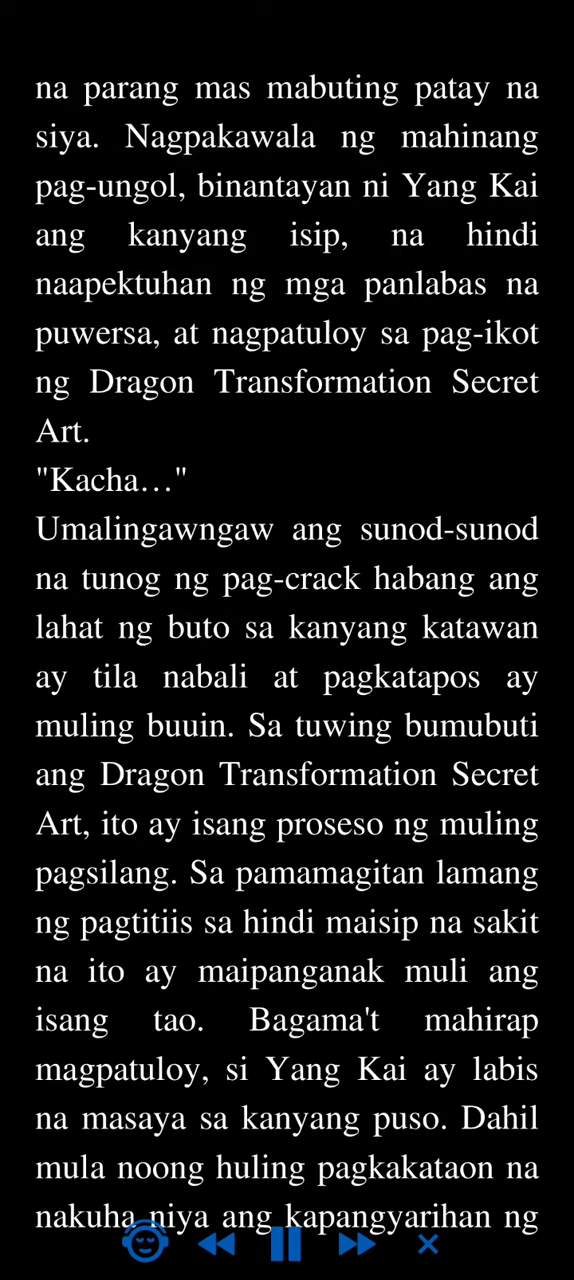 na parang mas mabuting patay na
siya. Nagpakawala ng mahinang
pag-ungol, binantayan ni Yang Kai
ang kanyang isip, na hindi
naapektuhan ng mga panlabas na
puwersa, at nagpatuloy sa pag-ikot
ng Dragon Transformation Secret
Art.
"Kacha…"
Umalingawngaw ang sunod-sunod
na tunog ng pag-crack habang ang
lahat ng buto sa kanyang katawan
ay tila nabali at pagkatapos ay
muling buuin. Sa tuwing bumubuti
ang Dragon Transformation Secret
Art, ito ay isang proseso ng muling
pagsilang. Sa pamamagitan lamang
ng pagtitiis sa hindi maisip na sakit
na ito ay maipanganak muli ang
isang tao. Bagama't mahirap
magpatuloy, si Yang Kai ay labis
na masaya sa kanyang puso. Dahil
mula noong huling pagkakataon na
nakuha niya ang kapangyarihan ng